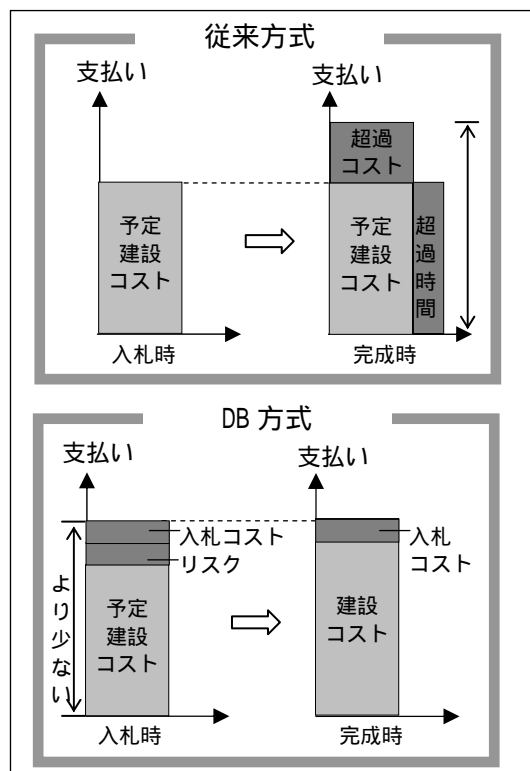 従来方式
支払い
支払い
超過
コスト
予定
建設
コスト
予定
建設
コスト
超過時間
入札時
完成時
DB 方式
支払い
支払い
入札コスト
リスク
入札
コスト
より少ない
予定
建設
コスト
建設
コスト
入札時
完成時